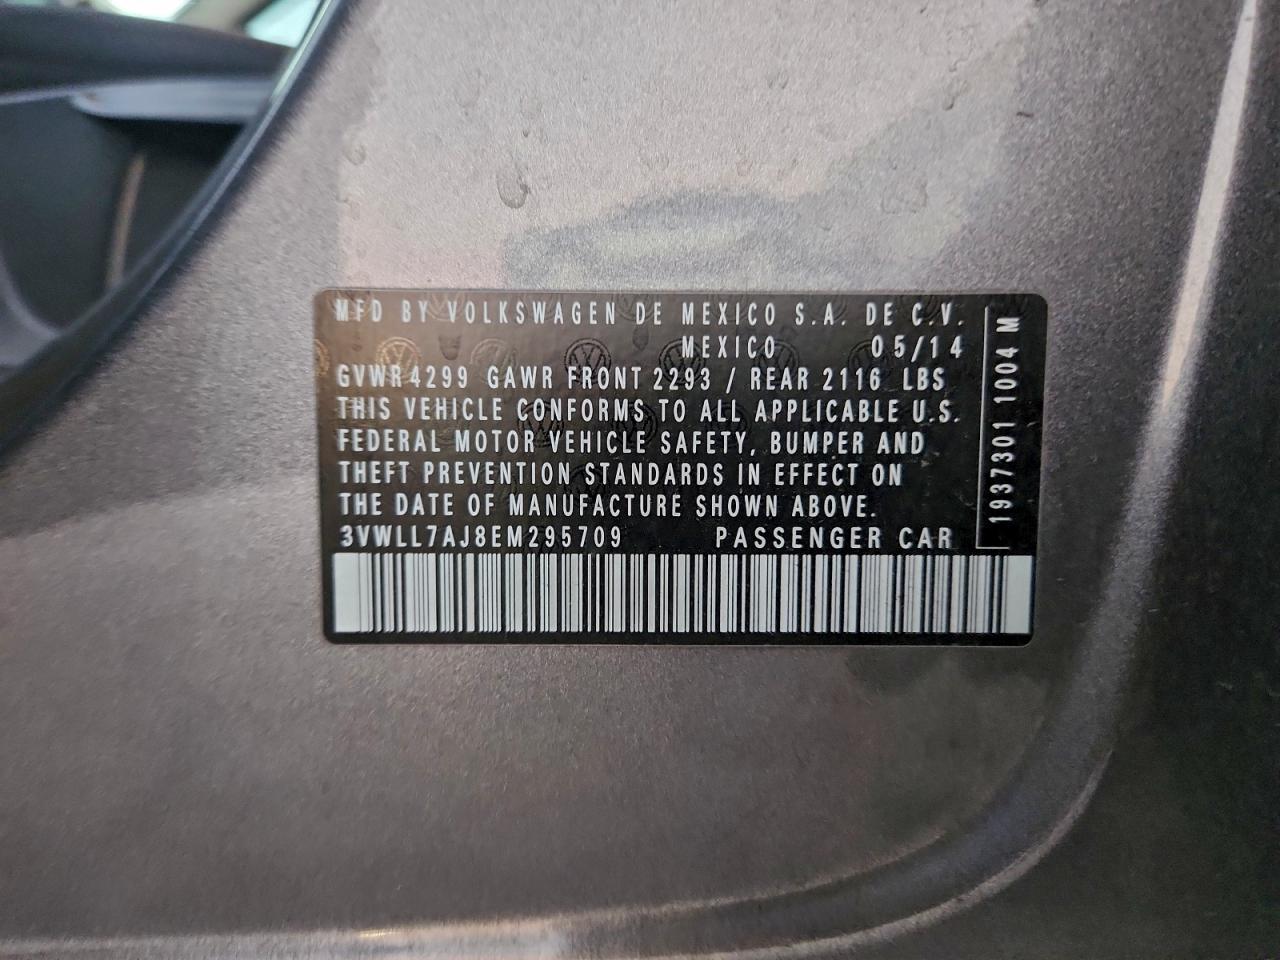 MFD BY VOLKSWAGEN DE MEXICO S.A. DE C.V.
MEXICO 05/14
GVWR 4299 GAWR FRONT 2293 / REAR 2116 LBS
THIS VEHICLE CONFORMS TO ALL APPLICABLE U.S.
FEDERAL MOTOR VEHICLE SAFETY, BUMPER AND
THEFT PREVENTION STANDARDS IN EFFECT ON
THE DATE OF MANUFACTURE SHOWN ABOVE.
3VWLL7AJ8EM295709 PASSENGER CAR
1937301 1004 M